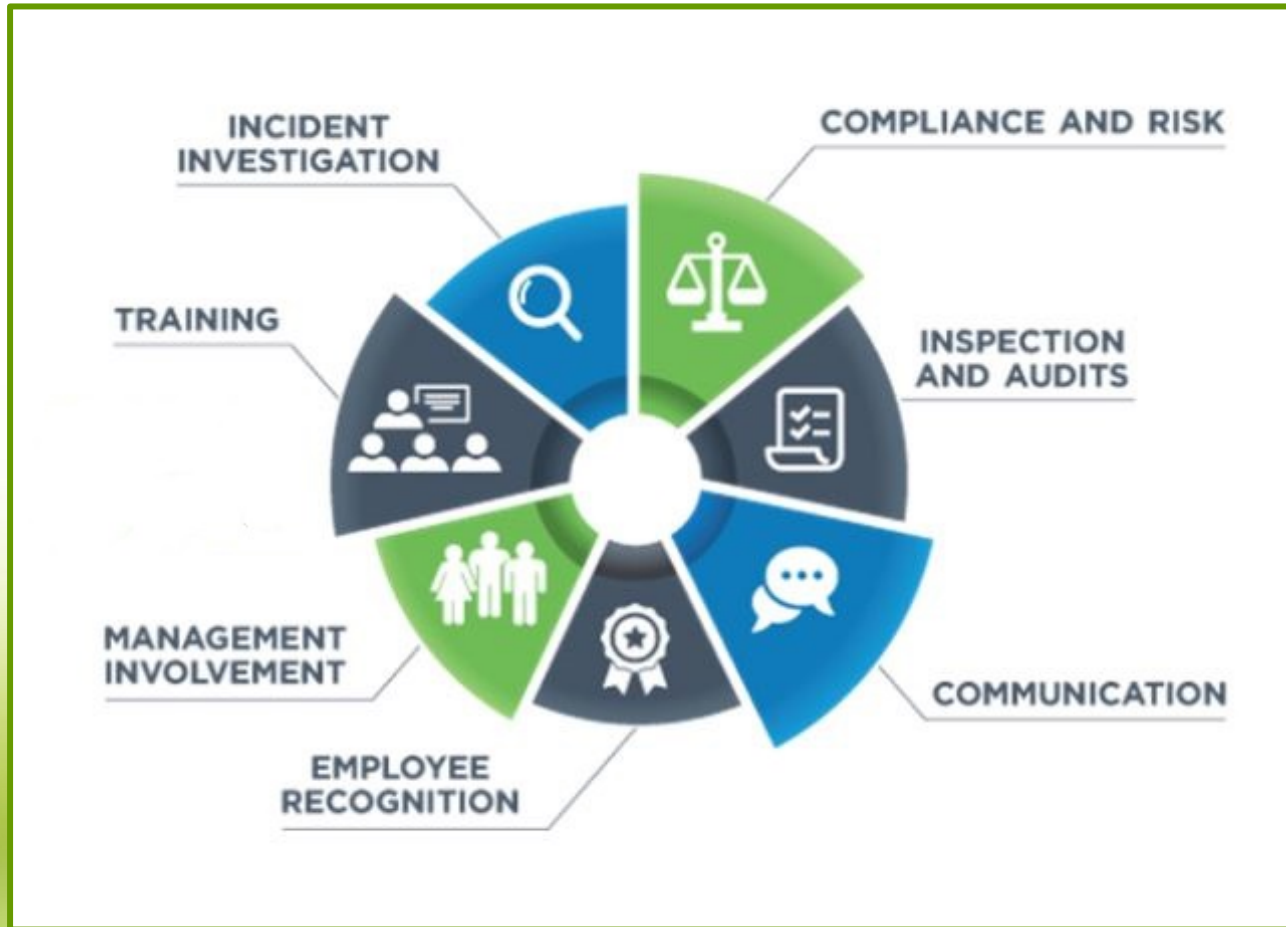 INCIDENT
INVESTIGATION
COMPLIANCE AND RISK
TRAINING
INSPECTION
AND AUDITS
MANAGEMENT
INVOLVEMENT
COMMUNICATION
EMPLOYEE
RECOGNITION